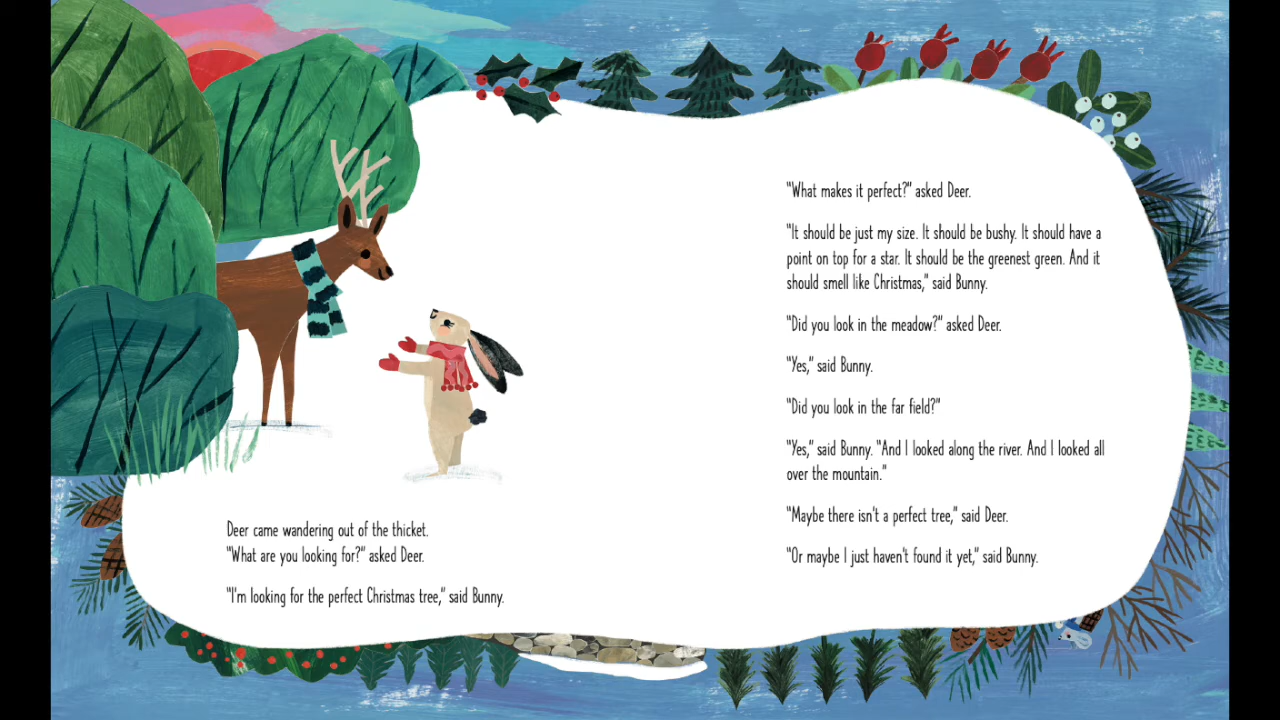 Deer came wandering out of the thicket.
“What are you looking for?” asked Deer.
“I'm looking for the perfect Christmas tree,” said Bunny.
“What makes it perfect?” asked Deer.
“It should be just my size. It should be bushy. It should have a
point on top for a star. It should be the greenest green. And it
should smell like Christmas,” said Bunny.
“Did you look in the meadow?” asked Deer.
“Yes,” said Bunny.
“Did you look in the far field?”
“Yes,” said Bunny. “And I looked along the river. And I looked all
over the mountain.”
“Maybe there isn't a perfect tree,” said Deer.
“Or maybe I just haven't found it yet,” said Bunny.